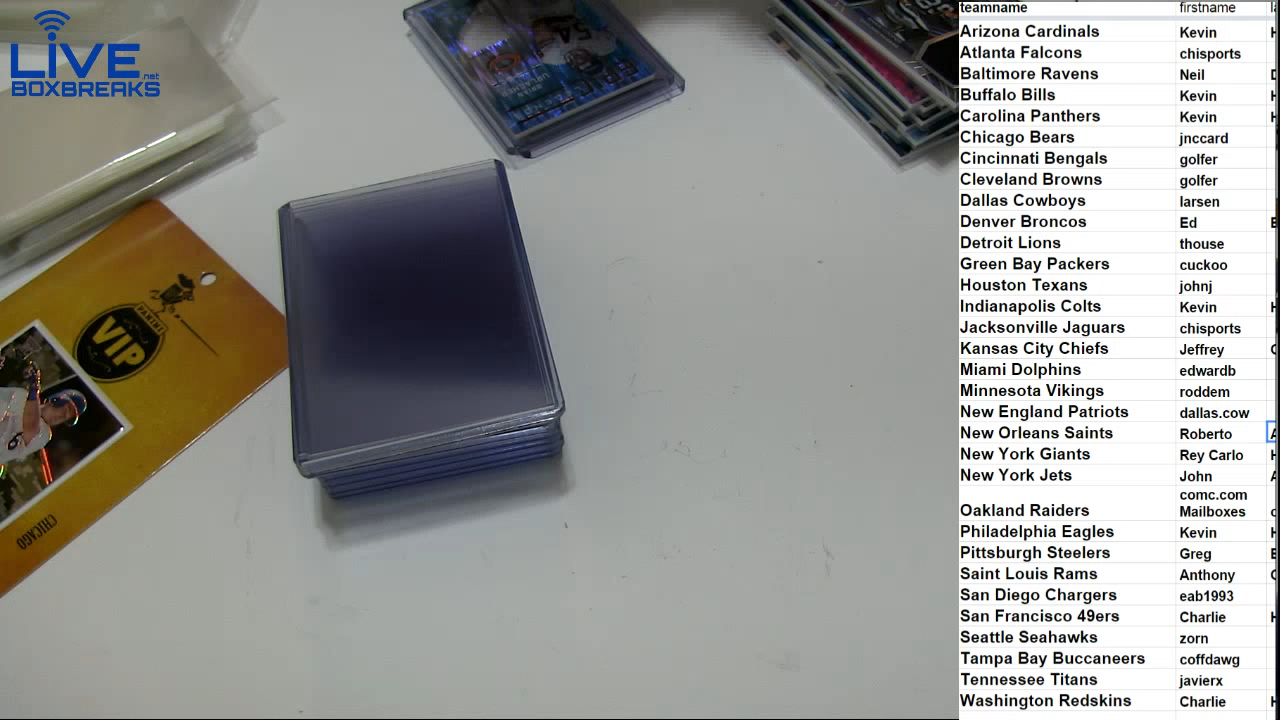 LIVE.net
BOXBREAKS
PANINI
VIP
CHICAGO
54
teamname firstname
Arizona Cardinals Kevin H
Atlanta Falcons chisports
Baltimore Ravens Neil
Buffalo Bills Kevin H
Carolina Panthers Kevin H
Chicago Bears jnccard
Cincinnati Bengals golfer
Cleveland Browns golfer
Dallas Cowboys larsen
Denver Broncos Ed
Detroit Lions thouse
Green Bay Packers cuckoo
Houston Texans johnj
Indianapolis Colts Kevin H
Jacksonville Jaguars chisports
Kansas City Chiefs Jeffrey
Miami Dolphins edwardb
Minnesota Vikings roddem
New England Patriots dallas.cow
New Orleans Saints Roberto
New York Giants Rey Carlo H
New York Jets John
comc.com
Oakland Raiders Mailboxes
Philadelphia Eagles Kevin H
Pittsburgh Steelers Greg
Saint Louis Rams Anthony
San Diego Chargers eab1993
San Francisco 49ers Charlie H
Seattle Seahawks zorn
Tampa Bay Buccaneers coffdawg
Tennessee Titans javierx
Washington Redskins Charlie H